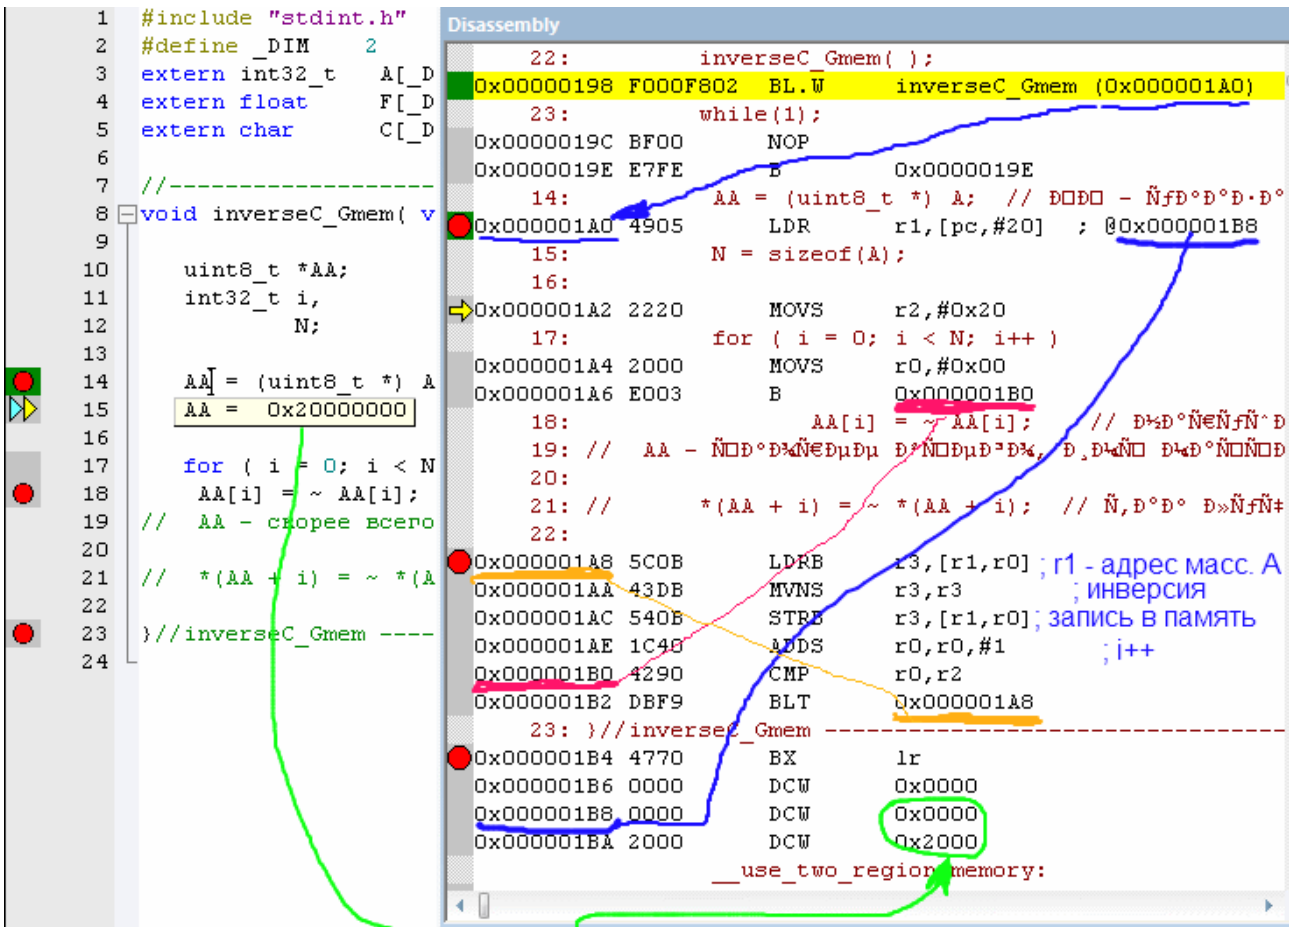 1 #include "stdint.h"
2 #define _DIM 2
3 extern int32_t A[_D
4 extern float F[_D
5 extern char C[_D
6
7 //-------------------
8 void inverseC_Gmem( v
9
10 uint8_t *AA;
11 int32_t i,
12 N;
13
14 AA = (uint8_t *) A
15 AA = 0x20000000
16
17 for ( i = 0; i < N
18 AA[i] = ~ AA[i];
19 // AA - скорее всего
20
21 // *(AA + i) = ~ *(A
22
23 }//inverseC_Gmem ----
24
Disassembly
22: inverseC_Gmem( );
0x00000198 F000F802 BL.W inverseC_Gmem (0x000001A0)
23: while(1);
0x0000019C BF00 NOP
0x0000019E E7FE B 0x0000019E
14: AA = (uint8_t *) A; //
0x000001A0 4905 LDR r1,[pc,#20] ; @0x000001B8
15: N = sizeof(A);
16:
0x000001A2 2220 MOVS r2,#0x20
17: for ( i = 0; i < N; i++ )
0x000001A4 2000 MOVS r0,#0x00
0x000001A6 E003 B 0x000001B0
18: AA[i] = ~ AA[i]; //
19: // AA -
20:
21: // *(AA + i) = ~ *(AA + i); //
22:
0x000001A8 5C0B LDRB r3,[r1,r0] ; r1 - адрес масс. А
0x000001AA 43DB MVNS r3,r3 ; инверсия
0x000001AC 540B STRB r3,[r1,r0] ; запись в память
0x000001AE 1C40 ADDS r0,r0,#1 ; i++
0x000001B0 4290 CMP r0,r2
0x000001B2 DBF9 BLT 0x000001A8
23: }//inverseC_Gmem --------------------------------
0x000001B4 4770 BX lr
0x000001B6 0000 DCW 0x0000
0x000001B8 0000 DCW 0x0000
0x000001BA 2000 DCW 0x2000
__use_two_region_memory: